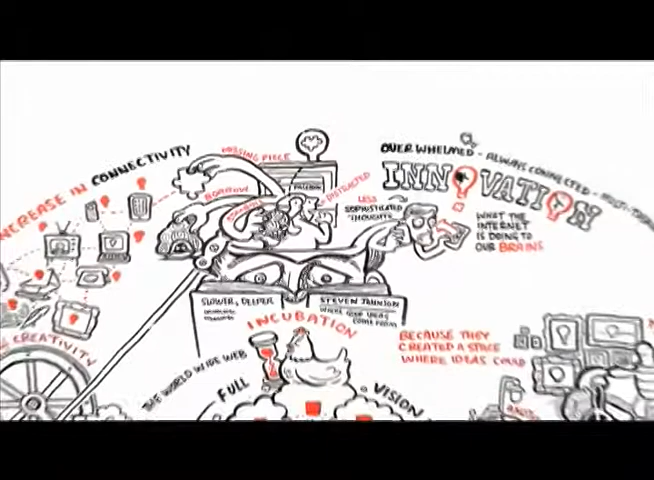 INCREASE IN CONNECTIVITY
MISSING PIECE
BORROW
OVERWHELMED - ALWAYS CONNECTED -
INNOVATION
DISTRACTED
LESS
SOPHISTICATED
THOUGHTS
WHAT THE
INTERNET
IS DOING TO
OUR BRAINS
SLOWER, DEEPER
STEVEN JOHNSON
WHERE GOOD IDEAS
COME FROM
INCUBATION
BECAUSE THEY
CREATED A SPACE
WHERE IDEAS COULD
CREATIVITY
THE WORLD WIDE WEB
FULL
VISION